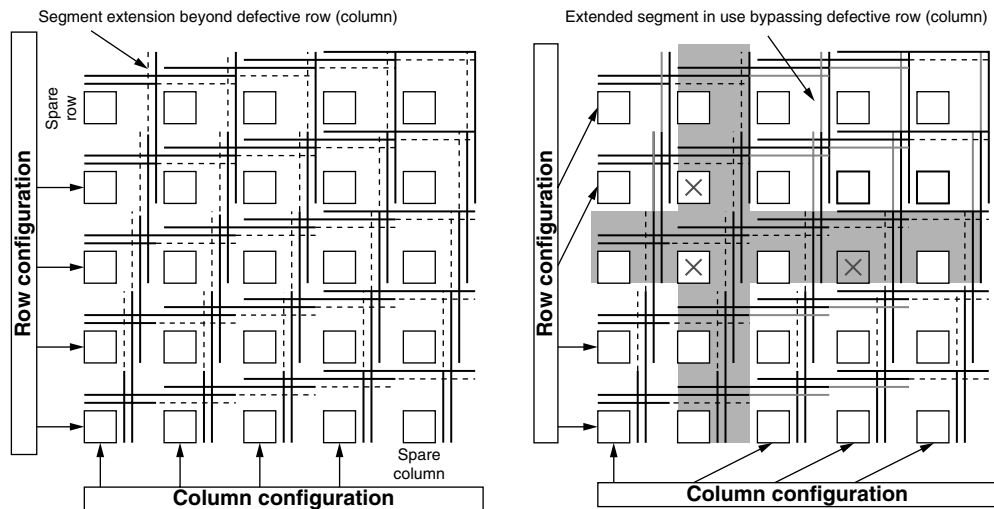 Segment extension beyond defective row (column)
Extended segment in use bypassing defective row (column)
Spare
row
Row configuration
Row configuration
Spare
column
Column configuration
Column configuration